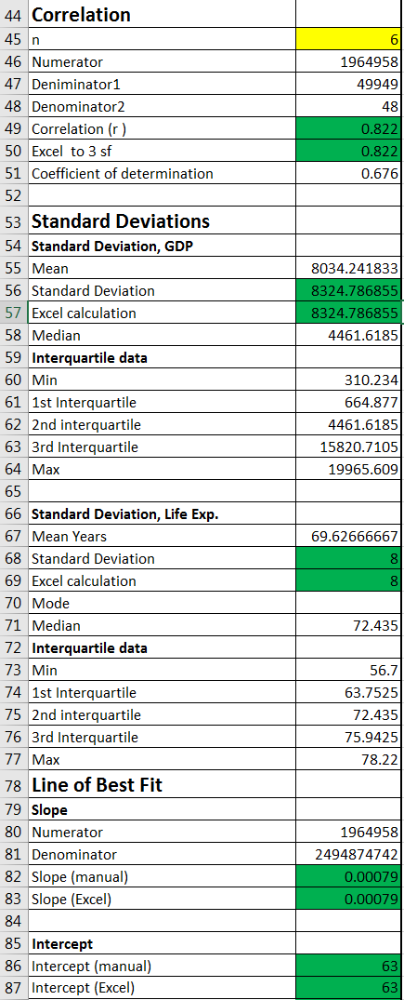 44 Correlation
45 n 6
46 Numerator 1964958
47 Deniminator1 49949
48 Denominator2 48
49 Correlation (r ) 0.822
50 Excel to 3 sf 0.822
51 Coefficient of determination 0.676
52
53 Standard Deviations
54 Standard Deviation, GDP
55 Mean 8034.241833
56 Standard Deviation 8324.786855
57 Excel calculation 8324.786855
58 Median 4461.6185
59 Interquartile data
60 Min 310.234
61 1st Interquartile 664.877
62 2nd interquartile 4461.6185
63 3rd Interquartile 15820.7105
64 Max 19965.609
65
66 Standard Deviation, Life Exp.
67 Mean Years 69.62666667
68 Standard Deviation 8
69 Excel calculation 8
70 Mode
71 Median 72.435
72 Interquartile data
73 Min 56.7
74 1st Interquartile 63.7525
75 2nd interquartile 72.435
76 3rd Interquartile 75.9425
77 Max 78.22
78 Line of Best Fit
79 Slope
80 Numerator 1964958
81 Denominator 2494874742
82 Slope (manual) 0.00079
83 Slope (Excel) 0.00079
84
85 Intercept
86 Intercept (manual) 63
87 Intercept (Excel) 63